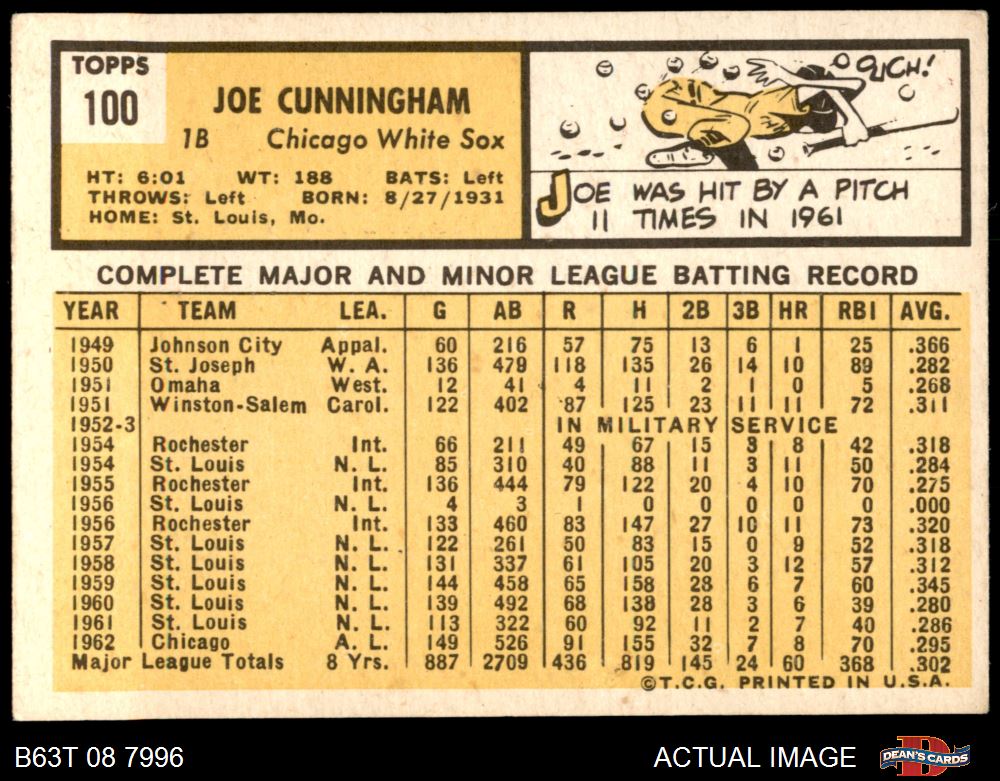 TOPPS
100
JOE CUNNINGHAM
1B Chicago White Sox
HT: 6:01 WT: 188 BATS: Left
THROWS: Left BORN: 8/27/1931
HOME: St. Louis, Mo.
OUCH!
JOE WAS HIT BY A PITCH
11 TIMES IN 1961
COMPLETE MAJOR AND MINOR LEAGUE BATTING RECORD
YEAR TEAM LEA. G AB R H 2B 3B HR RBI AVG.
1949 Johnson City Appal. 60 216 57 75 13 6 1 25 .366
1950 St. Joseph W. A. 136 479 118 135 26 14 10 89 .282
1951 Omaha West. 12 41 4 11 2 1 0 5 .268
1951 Winston-Salem Carol. 122 402 87 125 23 11 11 72 .311
1952-3 IN MILITARY SERVICE
1954 Rochester Int. 66 211 49 67 15 3 8 42 .318
1954 St. Louis N. L. 85 310 40 88 11 3 11 50 .284
1955 Rochester Int. 136 444 79 122 20 4 10 70 .275
1956 St. Louis N. L. 4 3 1 0 0 0 0 0 .000
1956 Rochester Int. 133 460 83 147 27 10 11 73 .320
1957 St. Louis N. L. 122 261 50 83 15 0 9 52 .318
1958 St. Louis N. L. 131 337 61 105 20 3 12 57 .312
1959 St. Louis N. L. 144 458 65 158 28 6 7 60 .345
1960 St. Louis N. L. 139 492 68 138 28 3 6 39 .280
1961 St. Louis N. L. 113 322 60 92 11 2 7 40 .286
1962 Chicago A. L. 149 526 91 155 32 7 8 70 .295
Major League Totals 8 Yrs. 887 2709 436 819 145 24 60 368 .302
©T.C.G. PRINTED IN U.S.A.
B63T 08 7996 ACTUAL IMAGE DEAN'S CARDS